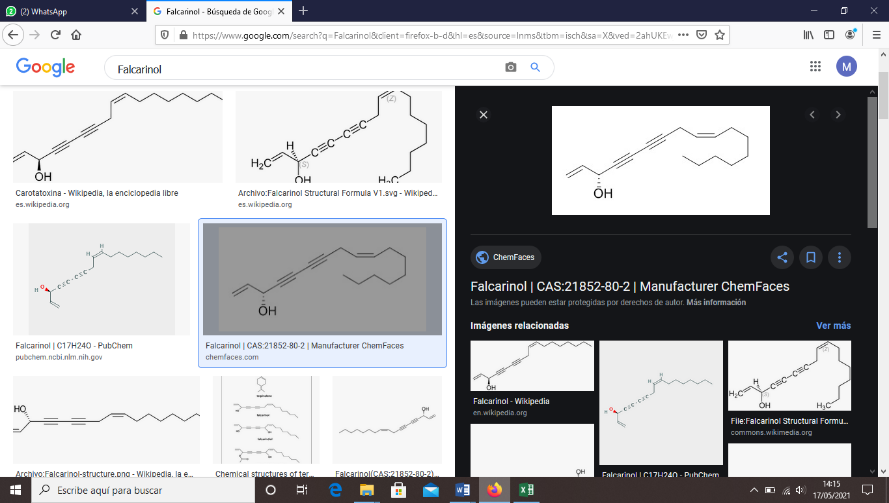 (2) WhatsApp
Falcarinol - Búsqueda de Goog
https://www.google.com/search?q=Falcarinol&client=firefox-b-d&hl=es&source=lnms&tbm=isch&sa=X&ved=2ahUKEw
Google
Falcarinol
M
OH
Carotatoxina - Wikipedia, la enciclopedia libre
es.wikipedia.org
(Z)
H
H₂C
C
C
C
C
(S)
OH
H₃C
Archivo:Falcarinol Structural Formula V1.svg - Wikiped...
es.wikipedia.org
H
H
H
O
Falcarinol | C17H24O - PubChem
pubchem.ncbi.nlm.nih.gov
OH
Falcarinol | CAS:21852-80-2 | Manufacturer ChemFaces
chemfaces.com
HO
Archivo:Falcarinol-structure.png - Wikipedia, la e...
Chemical structures of ter...
OH
Falcarinol(CAS:21852-80-2)...
OH
ChemFaces
Falcarinol | CAS:21852-80-2 | Manufacturer ChemFaces
Las imágenes pueden estar protegidas por derechos de autor. Más información
Imágenes relacionadas
Ver más
OH
Falcarinol - Wikipedia
en.wikipedia.org
Falcarinol | C17H24O - PubChem
H₂C
OH
H₃C
File:Falcarinol Structural Formu...
commons.wikimedia.org
OH
Escribe aquí para buscar
14:15
17/05/2021